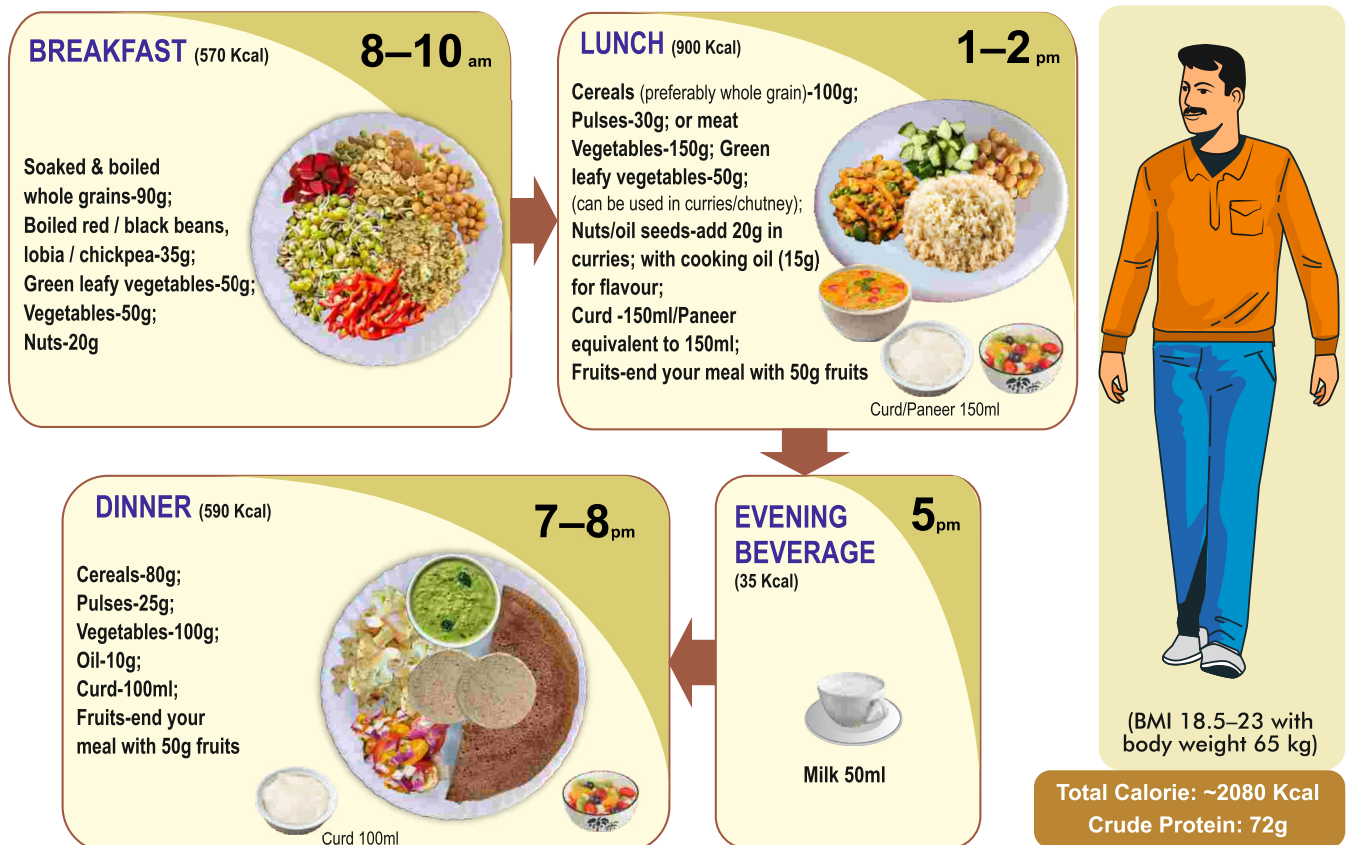 BREAKFAST (570 Kcal)
8–10 am
Soaked & boiled
whole grains-90g;
Boiled red / black beans,
lobia / chickpea-35g;
Green leafy vegetables-50g;
Vegetables-50g;
Nuts-20g
LUNCH (900 Kcal)
1–2 pm
Cereals (preferably whole grain)-100g;
Pulses-30g; or meat
Vegetables-150g; Green
leafy vegetables-50g;
(can be used in curries/chutney);
Nuts/oil seeds-add 20g in
curries; with cooking oil (15g)
for flavour;
Curd -150ml/Paneer
equivalent to 150ml;
Fruits-end your meal with 50g fruits
Curd/Paneer 150ml
EVENING
BEVERAGE
(35 Kcal)
5pm
Milk 50ml
DINNER (590 Kcal)
7–8pm
Cereals-80g;
Pulses-25g;
Vegetables-100g;
Oil-10g;
Curd-100ml;
Fruits-end your
meal with 50g fruits
Curd 100ml
(BMI 18.5–23 with
body weight 65 kg)
Total Calorie: ~2080 Kcal
Crude Protein: 72g